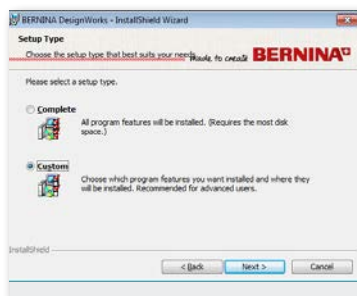 BERNINA DesignWorks - InstallShield Wizard
Setup Type
Choose the setup type that best suits your needs.
made to create BERNINA
Please select a setup type.
Complete
All program features will be installed. (Requires the most disk
space.)
Custom
Choose which program features you want installed and where they
will be installed. Recommended for advanced users.
InstallShield
< Back
Next >
Cancel